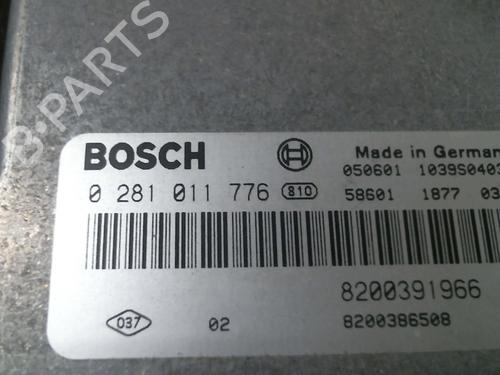 B-PARTS
BOSCH
Made in German
0 281 011 776 810
050601 1039S0403
58601 1877 03
8200391966
037 02 8200386508